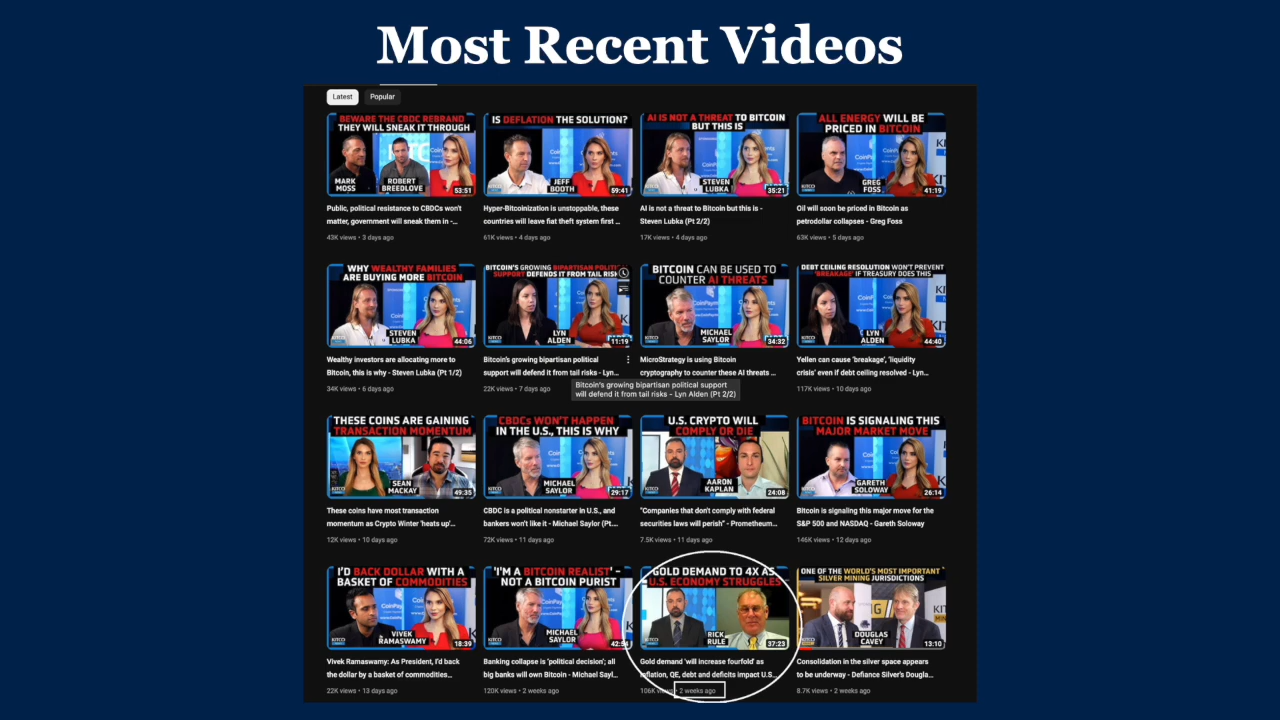 Most Recent Videos
Latest
Popular
BEWARE THE CBDC REBRAND
THEY WILL SNEAK IT THROUGH
MARK
MOSS
ROBERT
BREEDLOVE
53:51
Public, political resistance to CBDCs won't
matter, government will sneak them in -...
43K views • 3 days ago
IS DEFLATION THE SOLUTION?
JEFF
BOOTH
59:41
Hyper-Bitcoinization is unstoppable, these
countries will leave fiat theft system first ...
61K views • 4 days ago
AI IS NOT A THREAT TO BITCOIN
BUT THIS IS
STEVEN
LUBKA
35:21
AI is not a threat to Bitcoin but this is -
Steven Lubka (Pt 2/2)
17K views • 4 days ago
ALL ENERGY WILL BE
PRICED IN BITCOIN
GREG
FOSS
41:19
Oil will soon be priced in Bitcoin as
petrodollar collapses - Greg Foss
63K views • 5 days ago
WHY WEALTHY FAMILIES
ARE BUYING MORE BITCOIN
STEVEN
LUBKA
44:06
Wealthy investors are allocating more to
Bitcoin, this is why - Steven Lubka (Pt 1/2)
34K views • 6 days ago
BITCOIN'S GROWING BIPARTISAN
SUPPORT DEFENDS IT FROM TAIL
LYN
ALDEN
11:19
Bitcoin's growing bipartisan political
support will defend it from tail risks - Lyn...
22K views • 7 days ago
Bitcoin's growing bipartisan political support
will defend it from tail risks - Lyn Alden (Pt 2/2)
BITCOIN CAN BE USED TO
COUNTER AI THREATS
MICHAEL
SAYLOR
34:32
MicroStrategy is using Bitcoin
cryptography to counter these AI threats ...
DEBT CEILING RESOLUTION WON'T PREVENT
'BREAKAGE' IF TREASURY DOES THIS
LYN
ALDEN
44:40
Yellen can cause 'breakage', 'liquidity
crisis' even if debt ceiling resolved - Lyn...
117K views • 10 days ago
THESE COINS ARE GAINING
TRANSACTION MOMENTUM
SEAN
MACKAY
49:35
These coins have most transaction
momentum as Crypto Winter 'heats up'...
12K views • 10 days ago
CBDCs WON'T HAPPEN
IN THE U.S., THIS IS WHY
MICHAEL
SAYLOR
29:17
CBDC is a political nonstarter in U.S., and
bankers won't like it - Michael Saylor (Pt....
72K views • 11 days ago
U.S. CRYPTO WILL
COMPLY OR DIE
AARON
KAPLAN
24:08
"Companies that don't comply with federal
securities laws will perish" - Prometheum...
7.5K views • 11 days ago
BITCOIN IS SIGNALING THIS
MAJOR MARKET MOVE
GARETH
SOLOWAY
26:14
Bitcoin is signaling this major move for the
S&P 500 and NASDAQ - Gareth Soloway
146K views • 12 days ago
I'D BACK DOLLAR WITH A
BASKET OF COMMODITIES
VIVEK
RAMASWAMY
18:39
Vivek Ramaswamy: As President, I'd back
the dollar by a basket of commodities...
22K views • 13 days ago
'I'M A BITCOIN REALIST' -
NOT A BITCOIN PURIST
MICHAEL
SAYLOR
42:54
Banking collapse is 'political decision'; all
big banks will own Bitcoin - Michael Sayl...
120K views • 2 weeks ago
GOLD DEMAND TO 4X AS
U.S. ECONOMY STRUGGLES
RICK
RULE
37:23
Gold demand 'will increase fourfold' as
inflation, QE, debt and deficits impact U.S...
106K views • 2 weeks ago
ONE OF THE WORLD'S MOST IMPORTANT
SILVER MINING JURISDICTIONS
DOUGLAS
CAVEY
13:10
Consolidation in the silver space appears
to be underway - Defiance Silver's Dougla...
8.7K views • 2 weeks ago